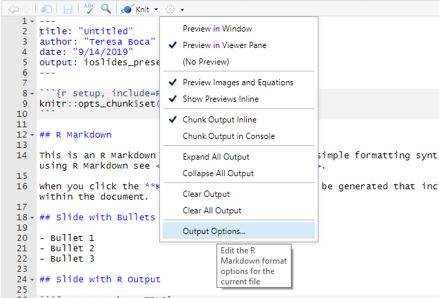 Knit
1 ---
2 title: "Untitled"
3 author: "Teresa Boca"
4 date: "9/14/2019"
5 output: ioslides_prese
6 ---
7
8 ```{r setup, include=F
9 knitr::opts_chunk$set(
10 ```
11
12 ## R Markdown
13
14 This is an R Markdown simple formatting synta
using R Markdown see <
15
16 When you click the **K be generated that inc
within the document.
17
18 ## Slide with Bullets
19
20 - Bullet 1
21 - Bullet 2
22 - Bullet 3
23
24 ## Slide with R Output
25
Preview in Window
Preview in Viewer Pane
(No Preview)
Preview Images and Equations
Show Previews Inline
Chunk Output Inline
Chunk Output in Console
Expand All Output
Collapse All Output
Clear Output
Clear All Output
Output Options...
Edit the R
Markdown format
options for the
current file